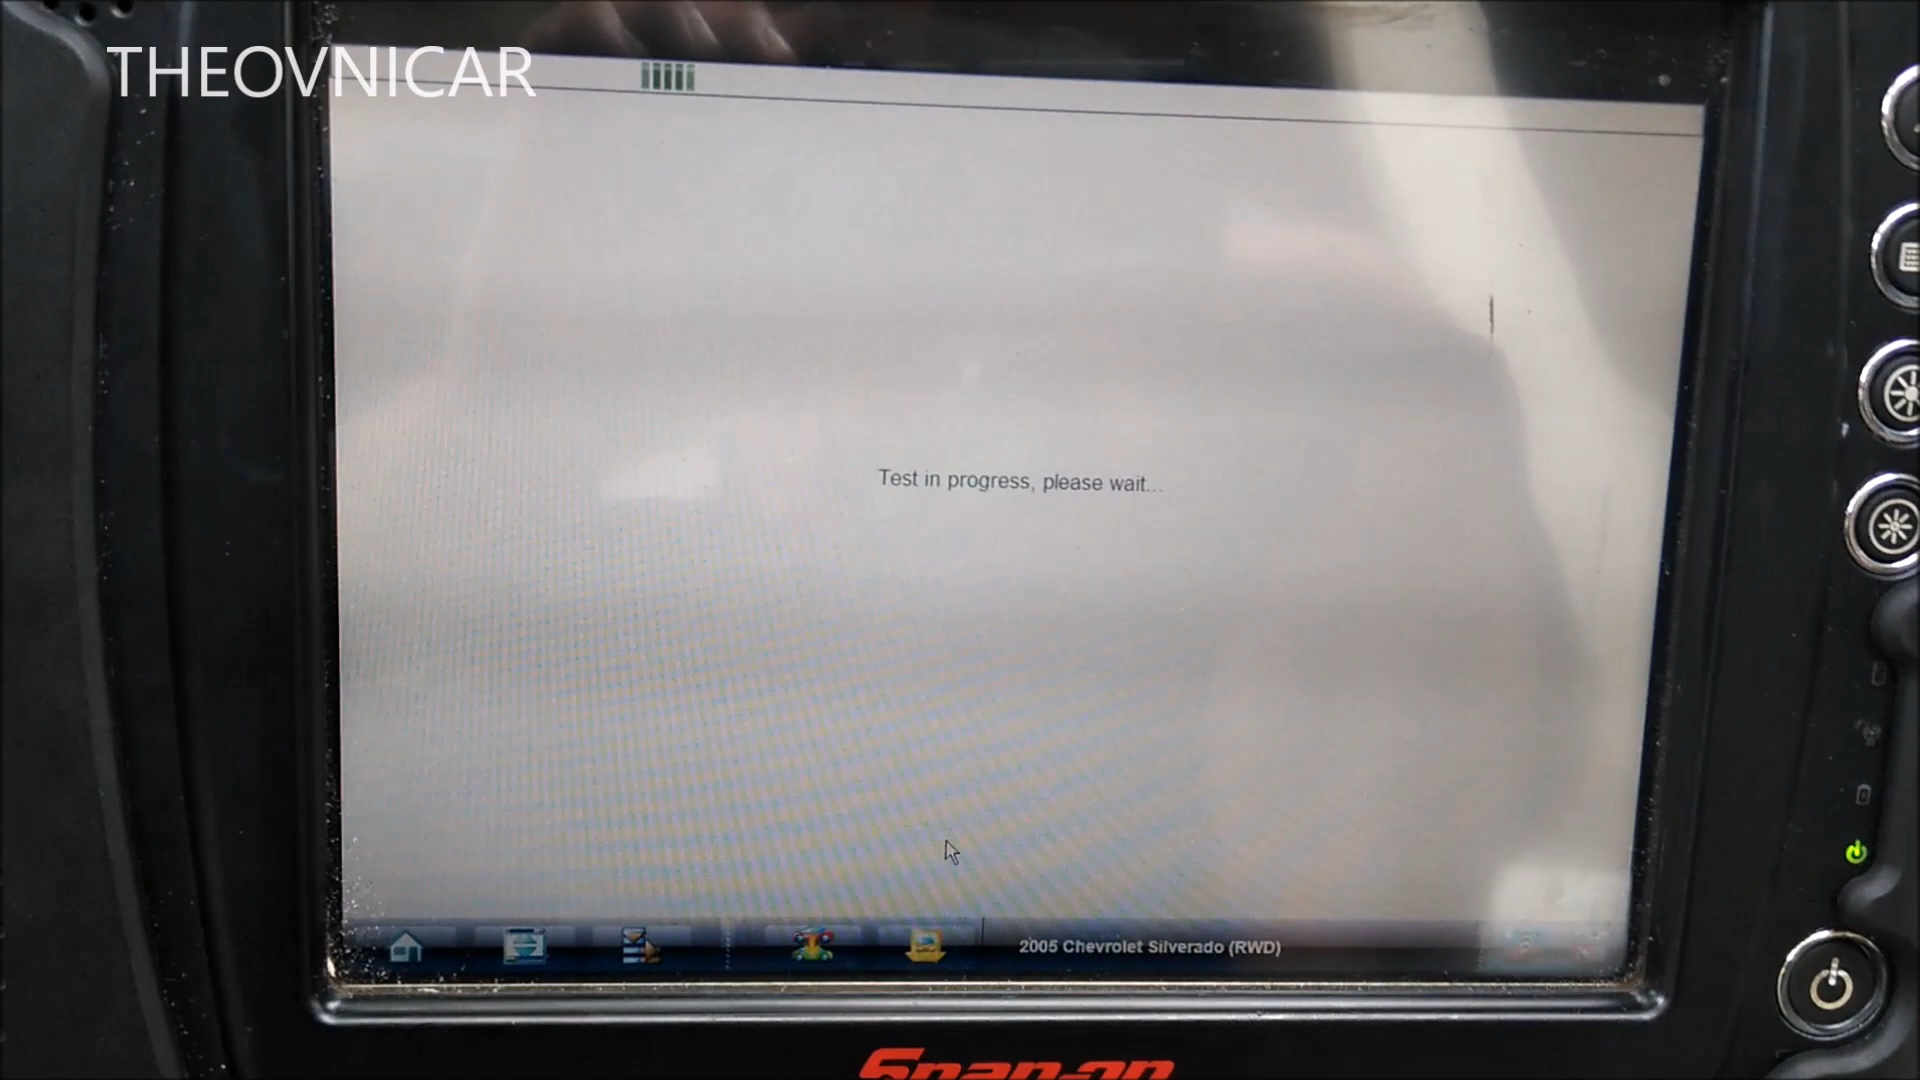 THEOVNICAR
Test in progress, please wait...
2005 Chevrolet Silverado (RWD)
Snap-on